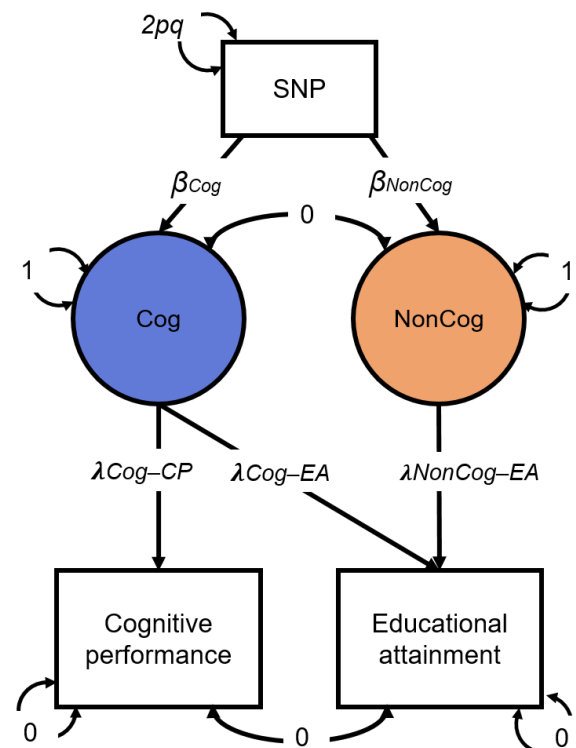 2pq
SNP
βCog
βNonCog
0
1
Cog
NonCog
1
λCog–CP
λCog–EA
λNonCog–EA
Cognitive
performance
Educational
attainment
0
0
0